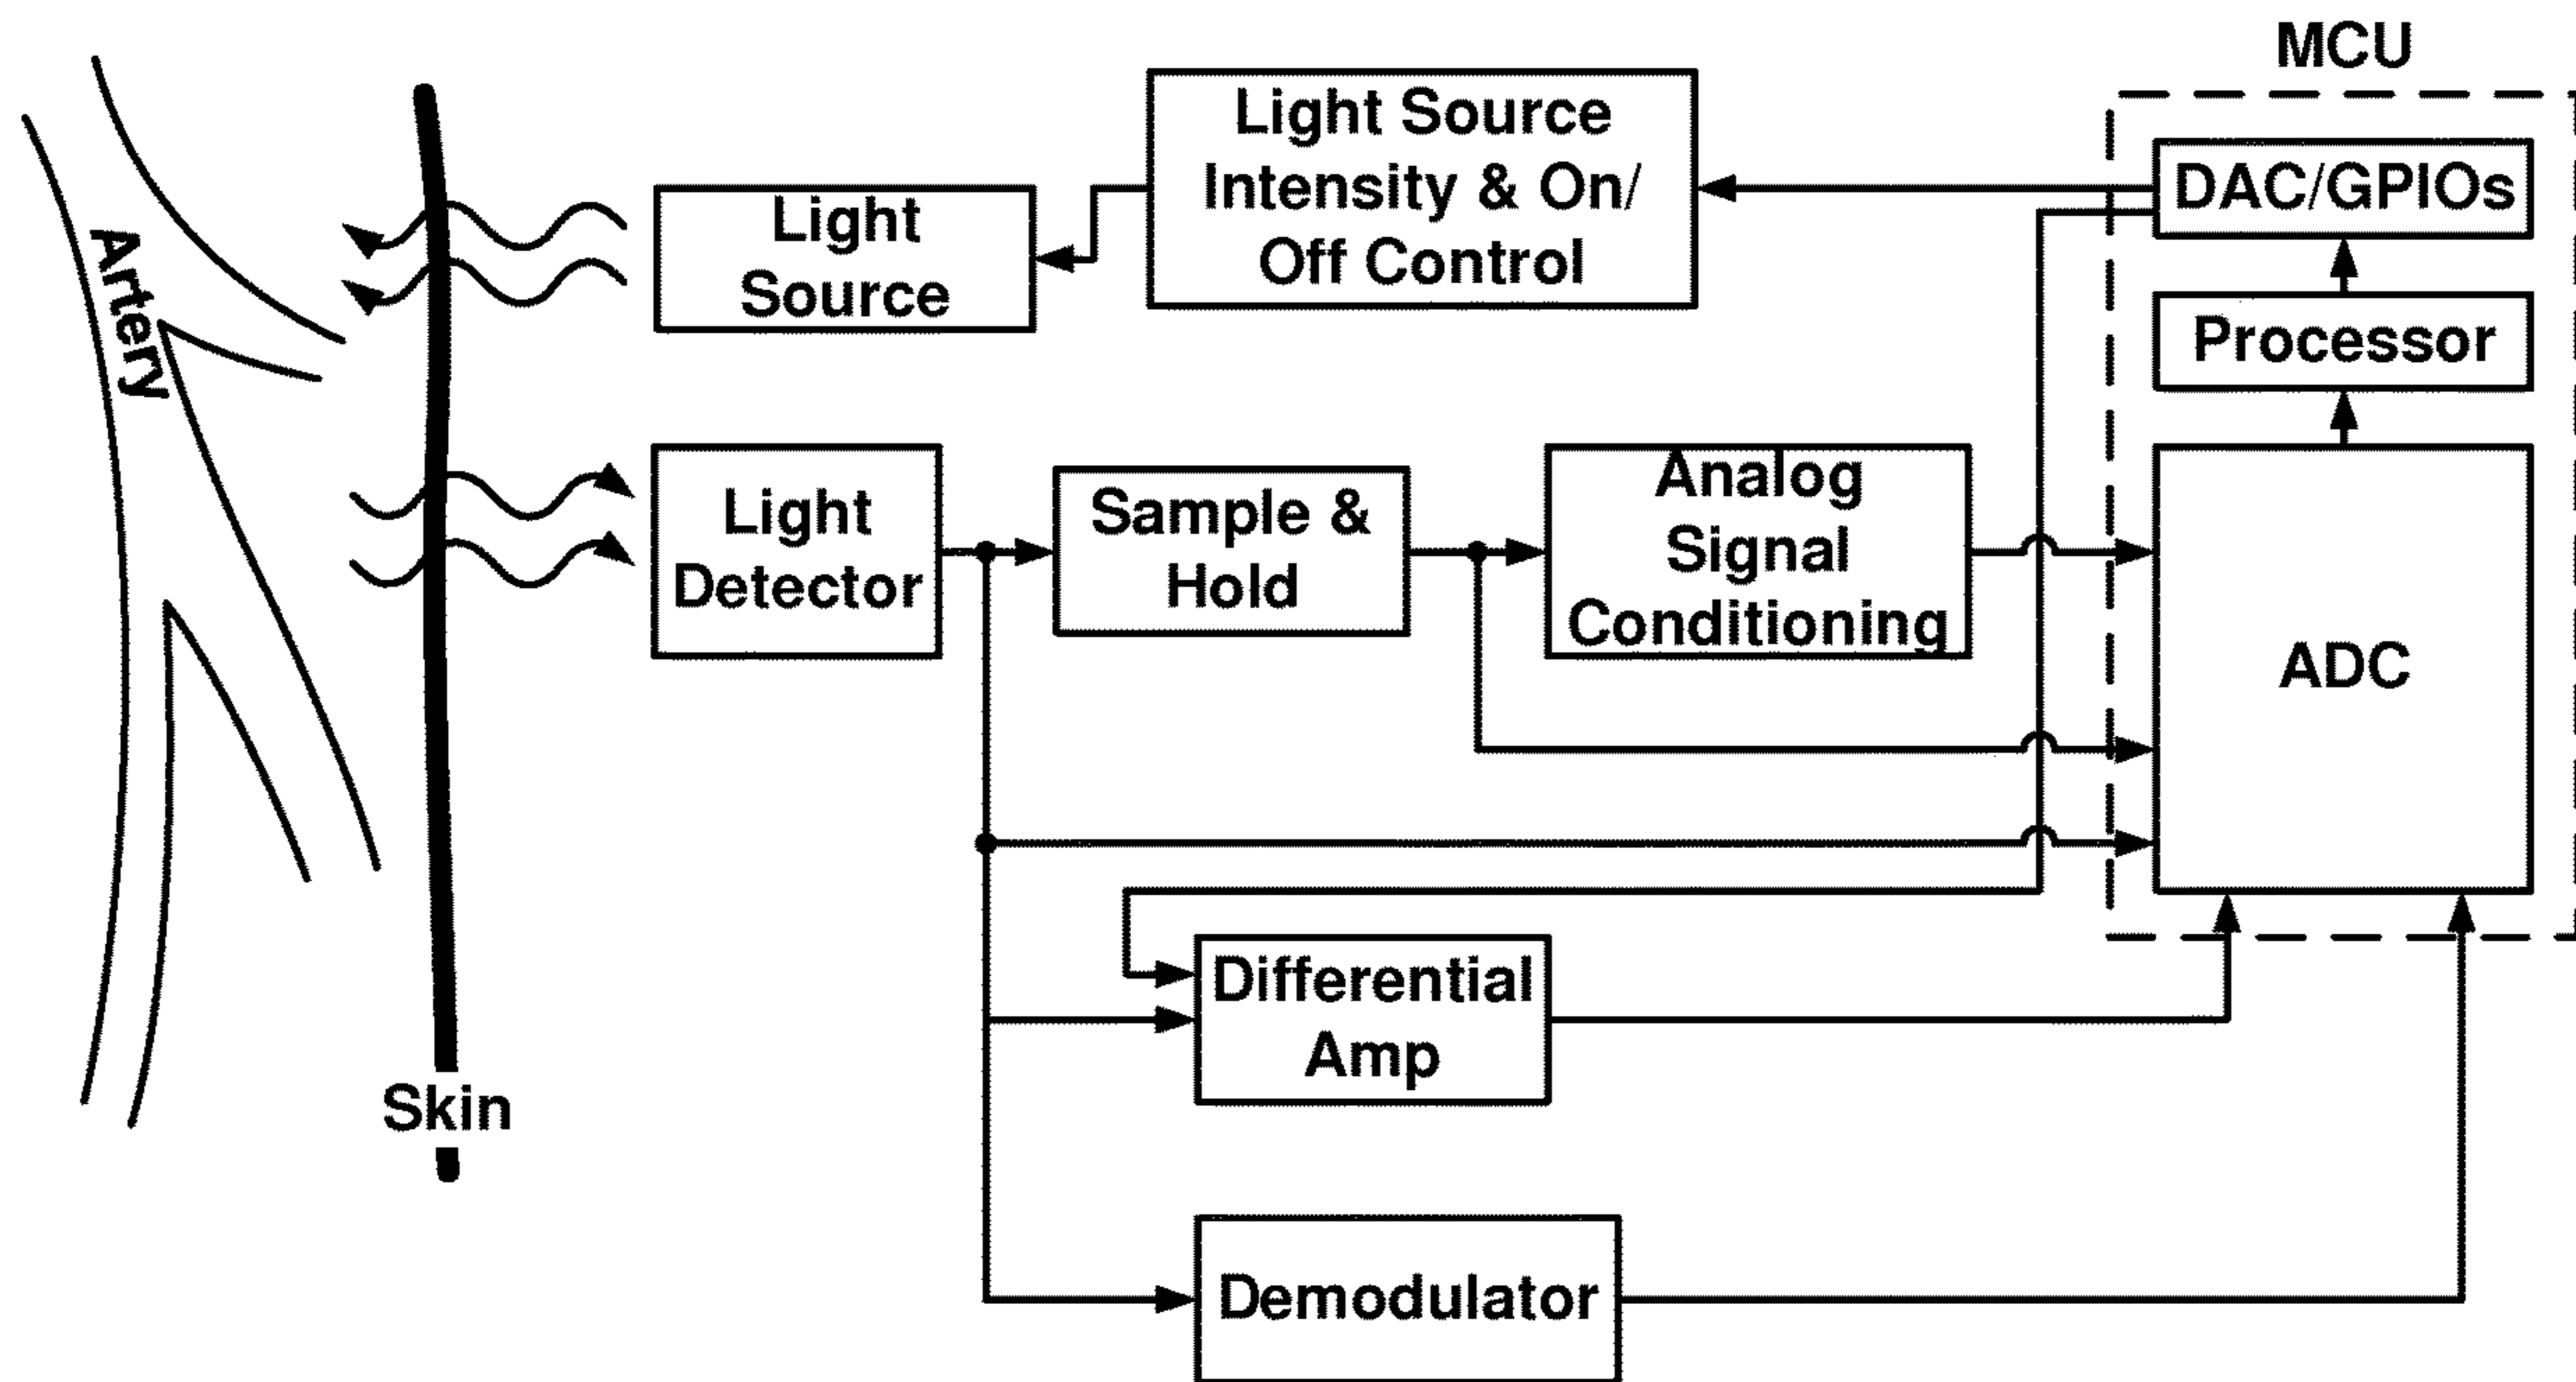 MCU
Light Source
Intensity & On/
Off Control
DAC/GPIOs
Light
Source
Processor
Artery
Light
Detector
Sample &
Hold
Analog
Signal
Conditioning
ADC
Differential
Amp
Skin
Demodulator